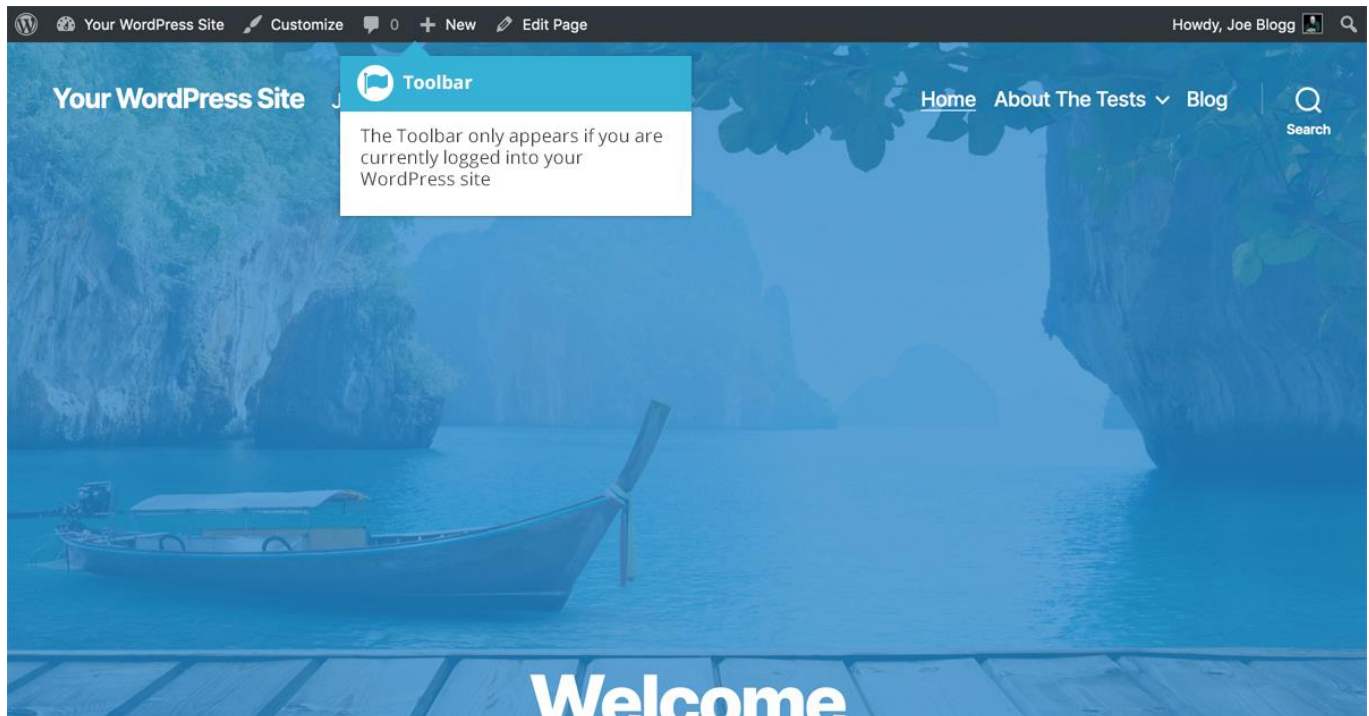 Your WordPress Site Customize 0 New Edit Page Howdy, Joe Blogg
Toolbar
Your WordPress Site J Home About The Tests Blog
Search
The Toolbar only appears if you are
currently logged into your
WordPress site
Welcome